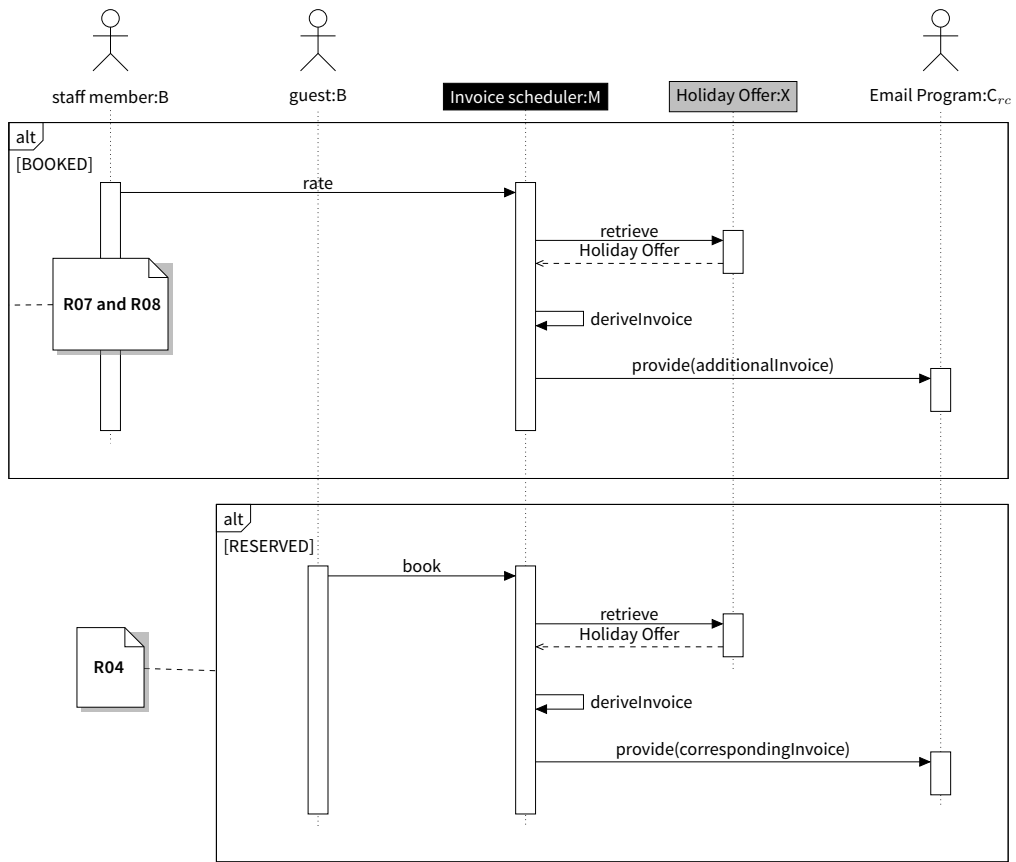 staff member:B
guest:B
Invoice scheduler:M
Holiday Offer:X
Email Program:C_rc
alt
[BOOKED]
rate
retrieve
Holiday Offer
R07 and R08
deriveInvoice
provide(additionalInvoice)
alt
[RESERVED]
book
retrieve
Holiday Offer
R04
deriveInvoice
provide(correspondingInvoice)